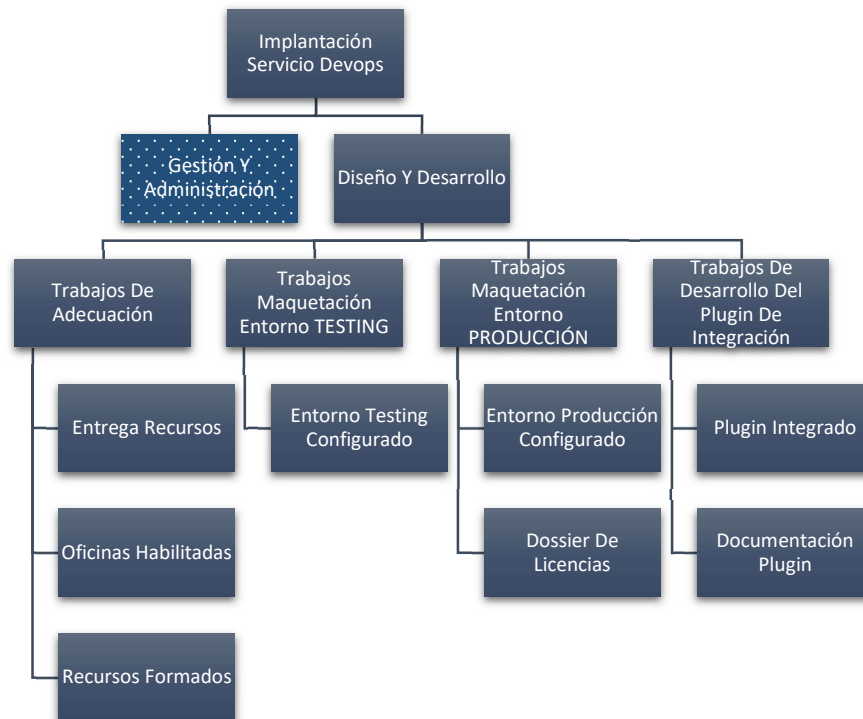 Implantación
Servicio Devops
Gestión Y
Administración
Diseño Y Desarrollo
Trabajos De
Adecuación
Trabajos
Maquetación
Entorno TESTING
Trabajos
Maquetación
Entorno
PRODUCCIÓN
Trabajos De
Desarrollo Del
Plugin De
Integración
Entrega Recursos
Entorno Testing
Configurado
Entorno Producción
Configurado
Plugin Integrado
Oficinas Habilitadas
Dossier De
Licencias
Documentación
Plugin
Recursos Formados